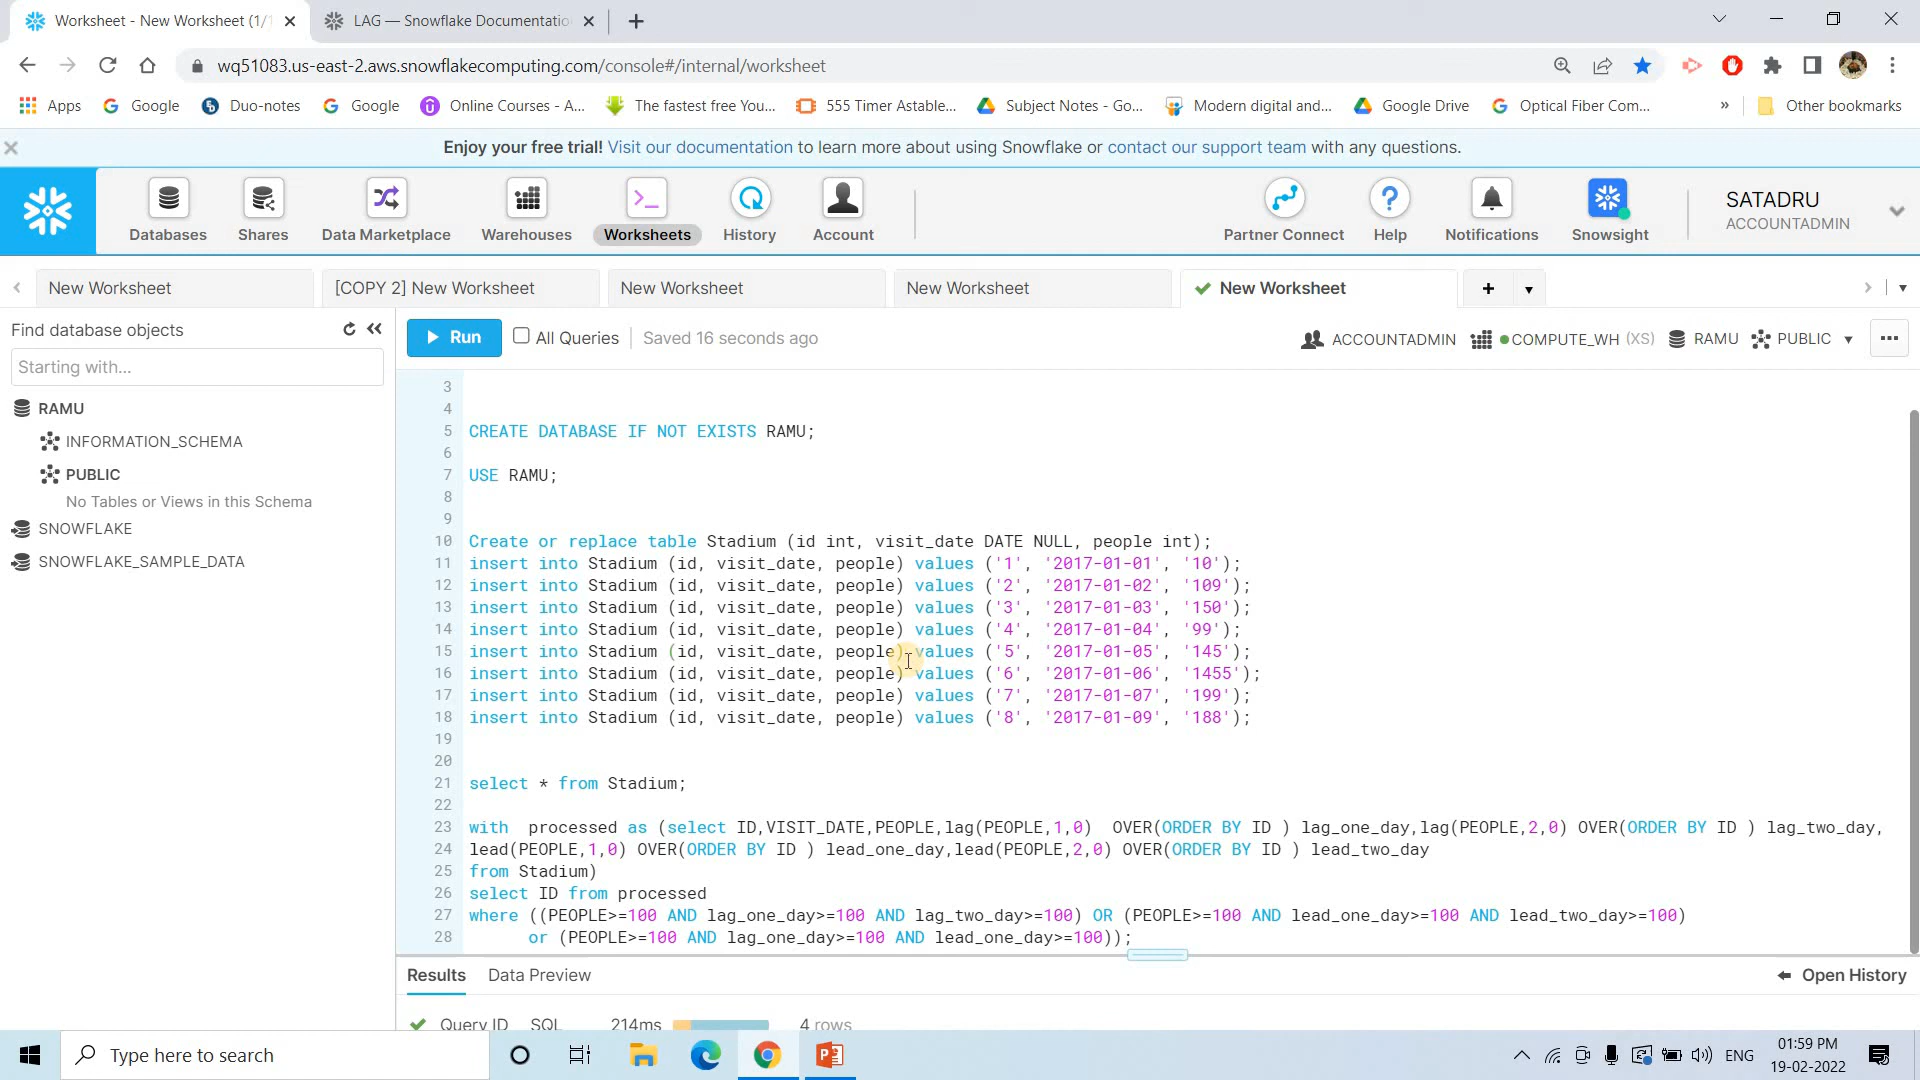 Worksheet - New Worksheet (1/1
LAG — Snowflake Documentatio
wq51083.us-east-2.aws.snowflakecomputing.com/console#/internal/worksheet
Apps Google Duo-notes Google Online Courses - A... The fastest free You... 555 Timer Astable... Subject Notes - Go... Modern digital and... Google Drive Optical Fiber Com... » Other bookmarks
Enjoy your free trial! Visit our documentation to learn more about using Snowflake or contact our support team with any questions.
Databases Shares Data Marketplace Warehouses Worksheets History Account Partner Connect Help Notifications Snowsight
SATADRU
ACCOUNTADMIN
New Worksheet [COPY 2] New Worksheet New Worksheet New Worksheet New Worksheet
Find database objects
Starting with...
RAMU
INFORMATION_SCHEMA
PUBLIC
No Tables or Views in this Schema
SNOWFLAKE
SNOWFLAKE_SAMPLE_DATA
Run All Queries Saved 16 seconds ago ACCOUNTADMIN COMPUTE_WH (XS) RAMU PUBLIC
3
4
5 CREATE DATABASE IF NOT EXISTS RAMU;
6
7 USE RAMU;
8
9
10 Create or replace table Stadium (id int, visit_date DATE NULL, people int);
11 insert into Stadium (id, visit_date, people) values ('1', '2017-01-01', '10');
12 insert into Stadium (id, visit_date, people) values ('2', '2017-01-02', '109');
13 insert into Stadium (id, visit_date, people) values ('3', '2017-01-03', '150');
14 insert into Stadium (id, visit_date, people) values ('4', '2017-01-04', '99');
15 insert into Stadium (id, visit_date, people) values ('5', '2017-01-05', '145');
16 insert into Stadium (id, visit_date, people) values ('6', '2017-01-06', '1455');
17 insert into Stadium (id, visit_date, people) values ('7', '2017-01-07', '199');
18 insert into Stadium (id, visit_date, people) values ('8', '2017-01-09', '188');
19
20
21 select * from Stadium;
22
23 with processed as (select ID,VISIT_DATE,PEOPLE,lag(PEOPLE,1,0) OVER(ORDER BY ID ) lag_one_day,lag(PEOPLE,2,0) OVER(ORDER BY ID ) lag_two_day,
24 lead(PEOPLE,1,0) OVER(ORDER BY ID ) lead_one_day,lead(PEOPLE,2,0) OVER(ORDER BY ID ) lead_two_day
25 from Stadium)
26 select ID from processed
27 where ((PEOPLE>=100 AND lag_one_day>=100 AND lag_two_day>=100) OR (PEOPLE>=100 AND lead_one_day>=100 AND lead_two_day>=100)
28 or (PEOPLE>=100 AND lag_one_day>=100 AND lead_one_day>=100));
Results Data Preview Open History
Query ID SQL 214ms 4 rows
Type here to search
ENG
01:59 PM
19-02-2022